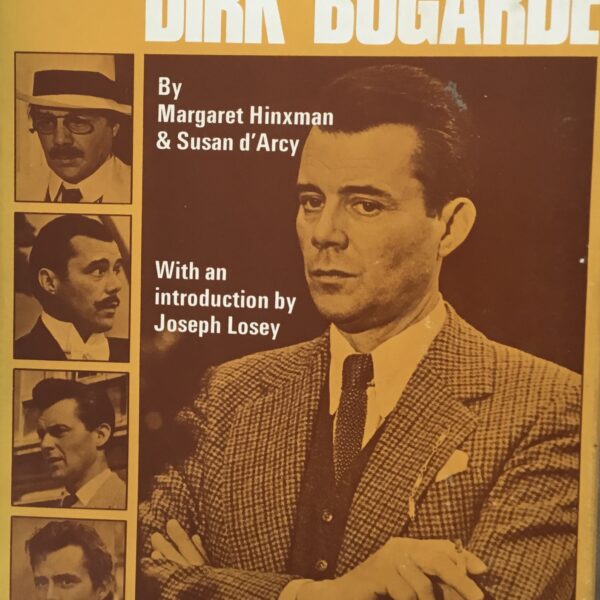 DIRK BOGARDE
By
Margaret Hinxman
& Susan d'Arcy
With an
introduction by
Joseph Losey